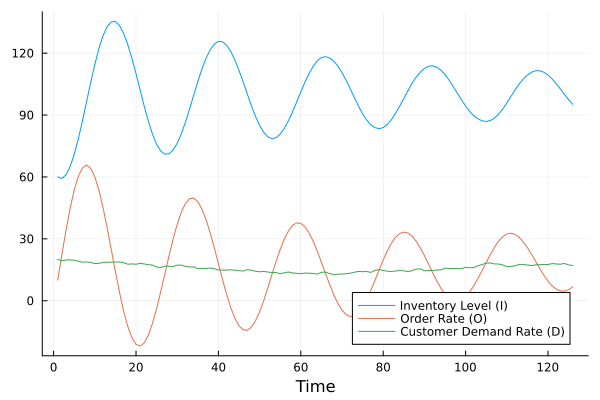 120
90
60
30
0
Inventory Level (I)
Order Rate (O)
Customer Demand Rate (D)
0 20 40 60 80 100 120
Time